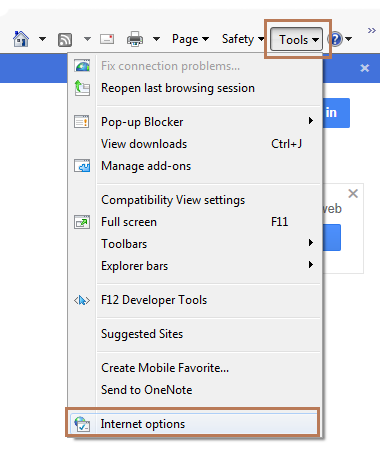 Page Safety Tools
Fix connection problems...
Reopen last browsing session
in
Pop-up Blocker
View downloads Ctrl+J
Manage add-ons
Compatibility View settings
web
Full screen F11
Toolbars
Explorer bars
F12 Developer Tools
Suggested Sites
Create Mobile Favorite...
Send to OneNote
Internet options